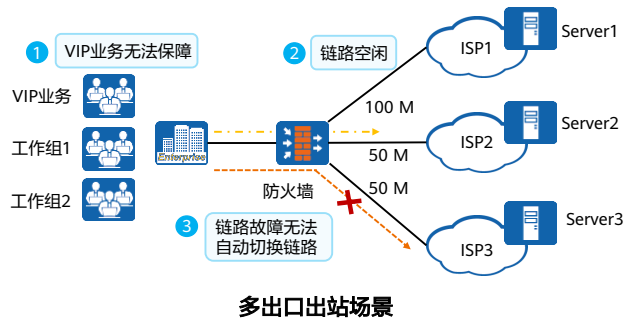 1 VIP业务无法保障
2 链路空闲
ISP1
Server1
VIP业务
100 M
工作组1
Enterprise
ISP2
Server2
50 M
工作组2
防火墙
50 M
3 链路故障无法
自动切换链路
ISP3
Server3
多出口出站场景